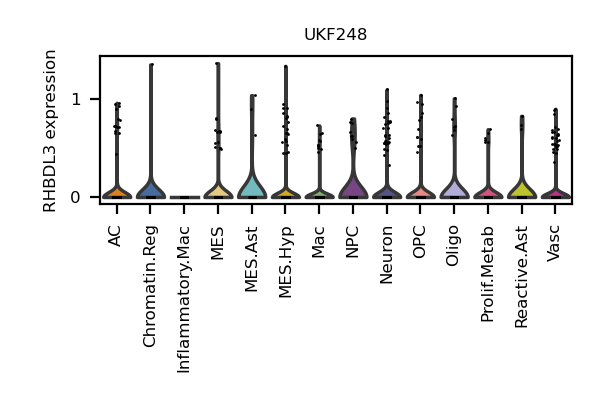 UKF248
RHBDL3 expression
1
0
AC
Chromatin.Reg
Inflammatory.Mac
MES
MES.Ast
MES.Hyp
Mac
NPC
Neuron
OPC
Oligo
Prolif.Metab
Reactive.Ast
Vasc